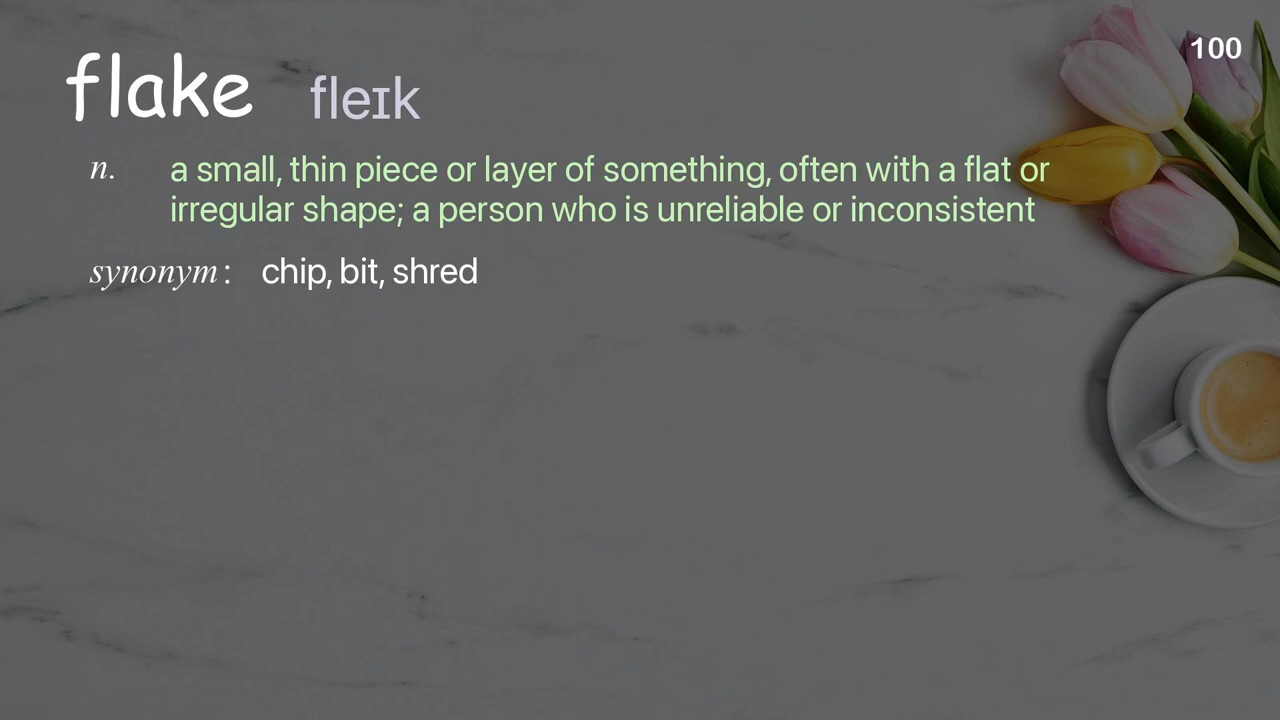 100
flake fleɪk
n. a small, thin piece or layer of something, often with a flat or
irregular shape; a person who is unreliable or inconsistent
synonym: chip, bit, shred